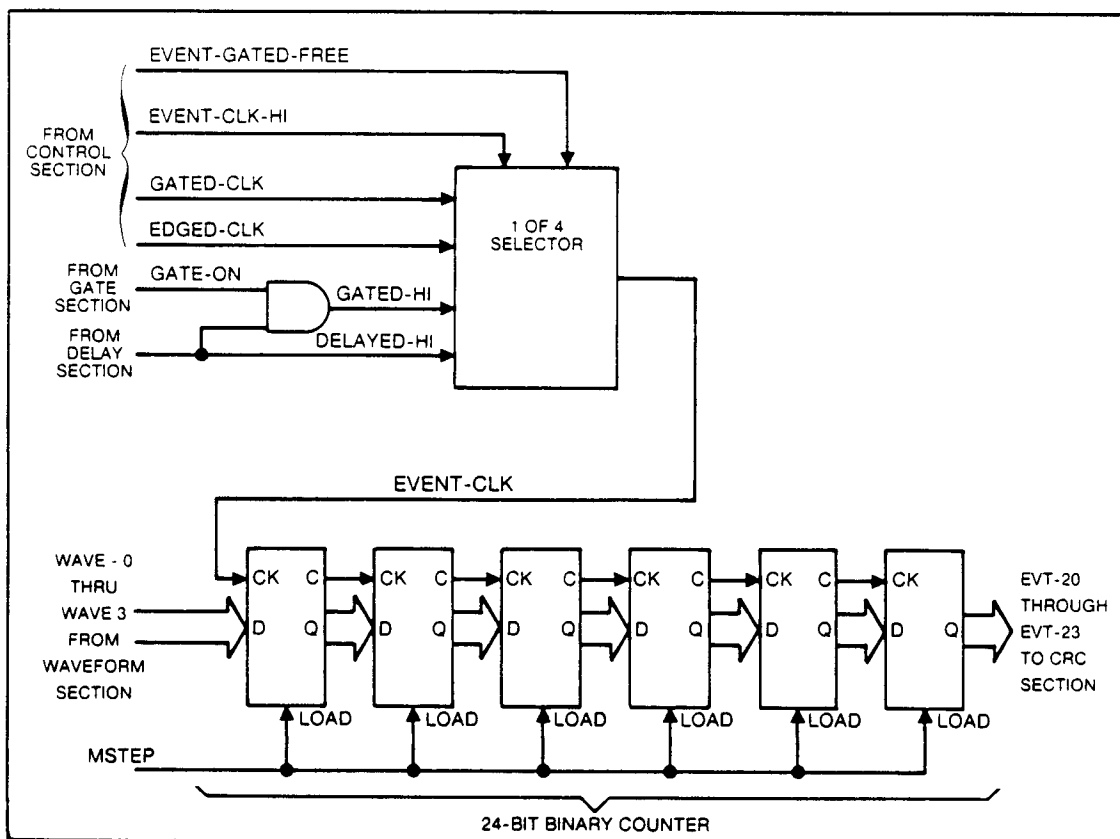 EVENT-GATED-FREE
EVENT-CLK-HI
FROM
CONTROL
SECTION
GATED-CLK
1 OF 4
SELECTOR
EDGED-CLK
FROM
GATE
SECTION
GATE-ON
GATED-HI
FROM
DELAY
SECTION
DELAYED-HI
EVENT-CLK
WAVE - 0
THRU
WAVE 3
FROM
WAVEFORM
SECTION
CK C
D Q
CK C
D Q
CK C
D Q
CK C
D Q
CK C
D Q
CK
D Q
EVT-20
THROUGH
EVT-23
TO CRC
SECTION
LOAD LOAD LOAD LOAD LOAD LOAD
MSTEP
24-BIT BINARY COUNTER